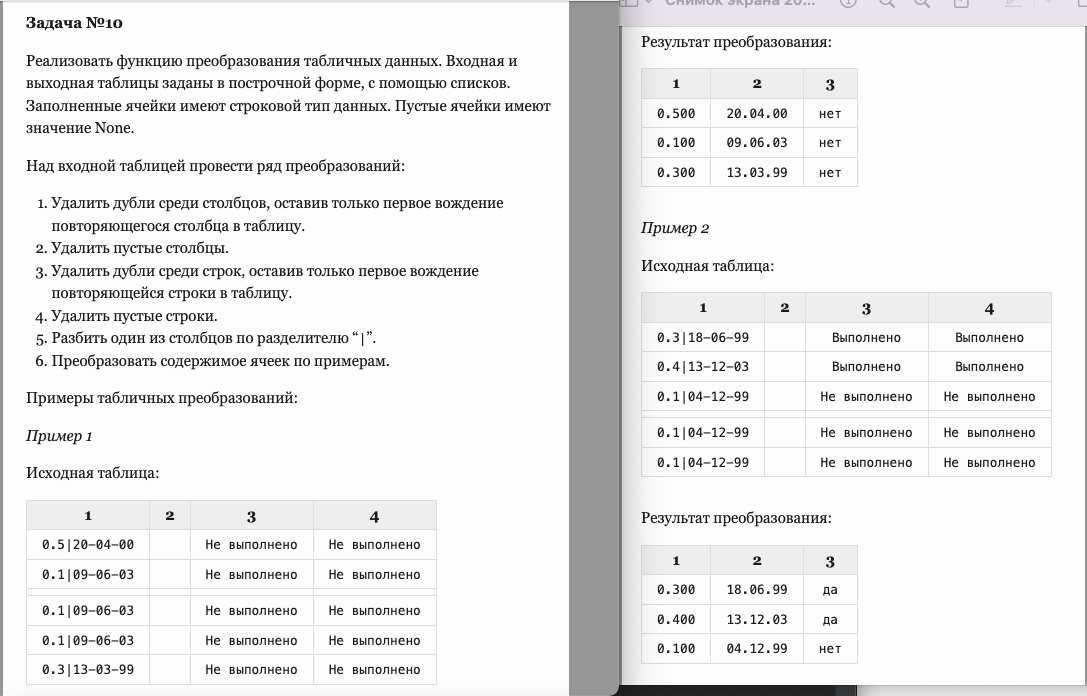 Задача №10
Реализовать функцию преобразования табличных данных. Входная и
выходная таблицы заданы в построчной форме, с помощью списков.
Заполненные ячейки имеют строковой тип данных. Пустые ячейки имеют
значение None.
Над входной таблицей провести ряд преобразований:
1. Удалить дубли среди столбцов, оставив только первое вождение
повторяющегося столбца в таблицу.
2. Удалить пустые столбцы.
3. Удалить дубли среди строк, оставив только первое вождение
повторяющейся строки в таблицу.
4. Удалить пустые строки.
5. Разбить один из столбцов по разделителю “|”.
6. Преобразовать содержимое ячеек по примерам.
Примеры табличных преобразований:
Пример 1
Исходная таблица:
1 2 3 4
0.5|20-04-00 Не выполнено Не выполнено
0.1|09-06-03 Не выполнено Не выполнено
0.1|09-06-03 Не выполнено Не выполнено
0.1|09-06-03 Не выполнено Не выполнено
0.3|13-03-99 Не выполнено Не выполнено
Снимок экрана 20...
Результат преобразования:
1 2 3
0.500 20.04.00 нет
0.100 09.06.03 нет
0.300 13.03.99 нет
Пример 2
Исходная таблица:
1 2 3 4
0.3|18-06-99 Выполнено Выполнено
0.4|13-12-03 Выполнено Выполнено
0.1|04-12-99 Не выполнено Не выполнено
0.1|04-12-99 Не выполнено Не выполнено
0.1|04-12-99 Не выполнено Не выполнено
Результат преобразования:
1 2 3
0.300 18.06.99 да
0.400 13.12.03 да
0.100 04.12.99 нет